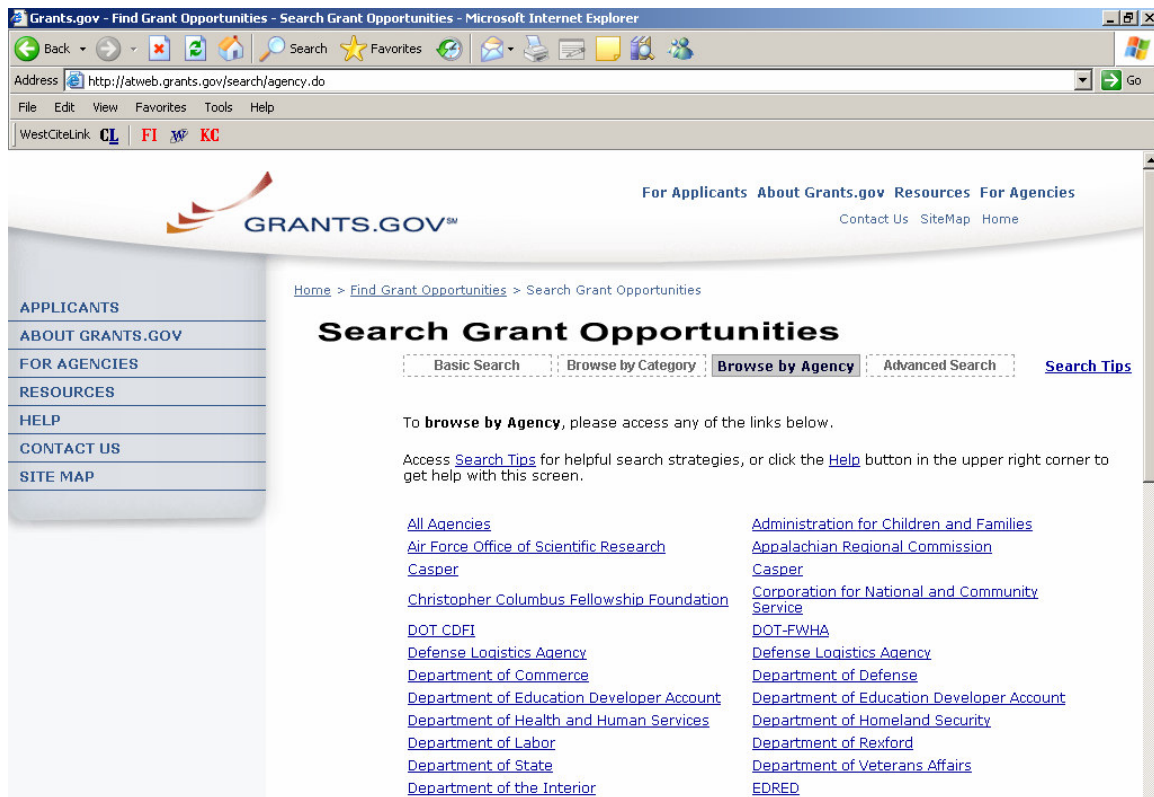 Grants.gov - Find Grant Opportunities - Search Grant Opportunities - Microsoft Internet Explorer
Back Search Favorites
Address http://atweb.grants.gov/search/agency.do Go
File Edit View Favorites Tools Help
WestCiteLink CL FI W KC
For Applicants About Grants.gov Resources For Agencies
Contact Us SiteMap Home
GRANTS.GOV℠
Home > Find Grant Opportunities > Search Grant Opportunities
APPLICANTS
ABOUT GRANTS.GOV
FOR AGENCIES
RESOURCES
HELP
CONTACT US
SITE MAP
Search Grant Opportunities
Basic Search Browse by Category Browse by Agency Advanced Search Search Tips
To browse by Agency, please access any of the links below.
Access Search Tips for helpful search strategies, or click the Help button in the upper right corner to
get help with this screen.
All Agencies Administration for Children and Families
Air Force Office of Scientific Research Appalachian Regional Commission
Casper Casper
Christopher Columbus Fellowship Foundation Corporation for National and Community
Service
DOT CDFI DOT-FWHA
Defense Logistics Agency Defense Logistics Agency
Department of Commerce Department of Defense
Department of Education Developer Account Department of Education Developer Account
Department of Health and Human Services Department of Homeland Security
Department of Labor Department of Rexford
Department of State Department of Veterans Affairs
Department of the Interior EDRED